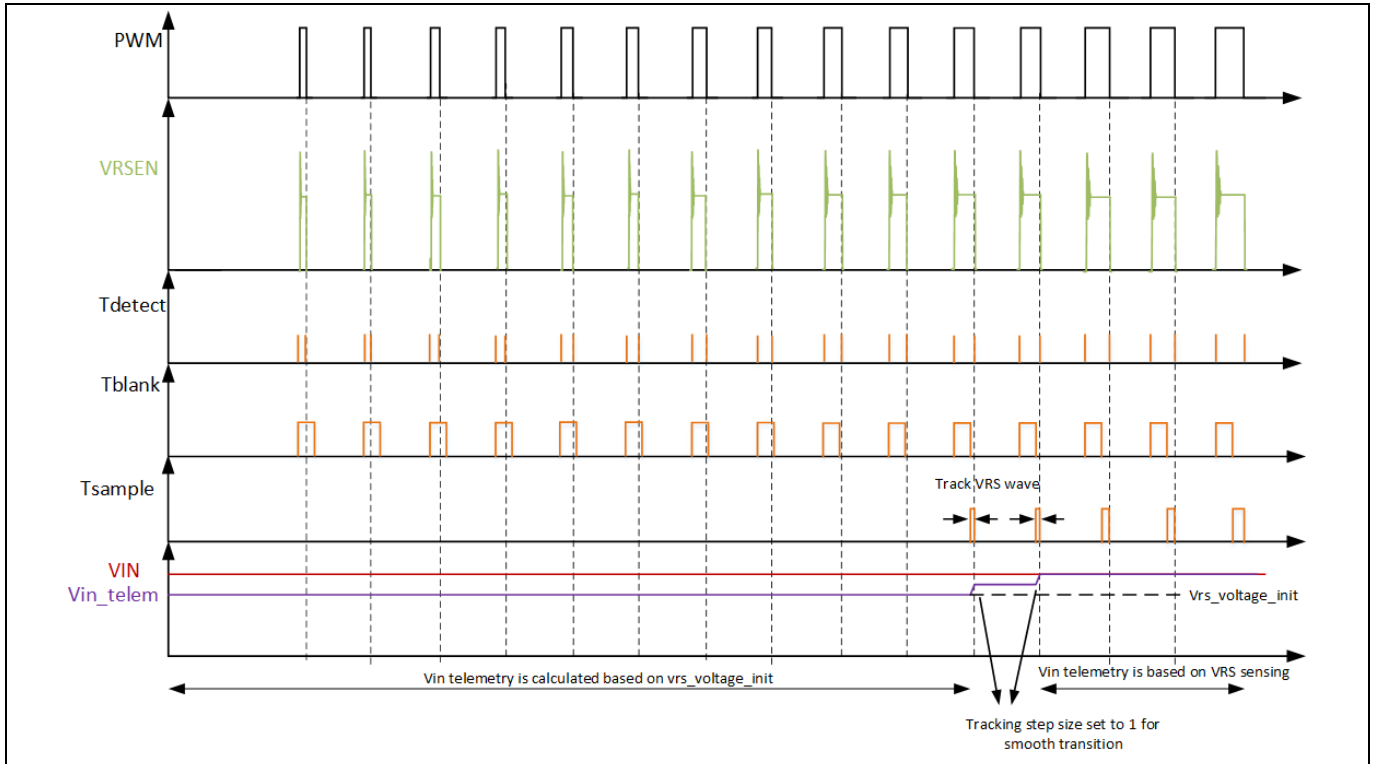 PWM
VRSEN
Tdetect
Tblank
Tsample
Track VRS wave
VIN
Vin_telem
Vrs_voltage_init
Vin telemetry is calculated based on vrs_voltage_init
Vin telemetry is based on VRS sensing
Tracking step size set to 1 for
smooth transition